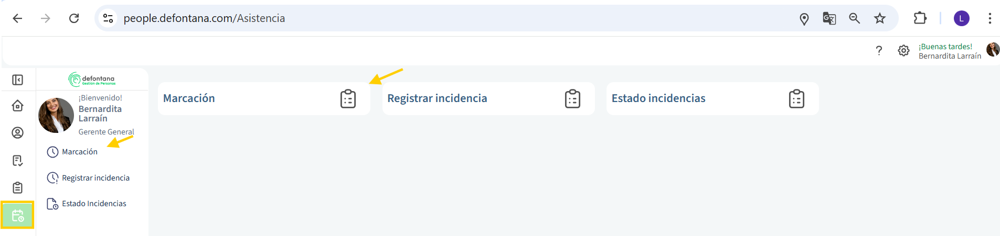 people.defontana.com/Asistencia
L
?
¡Buenas tardes!
Bernardita Larraín
defontana
Gestión de Personas
¡Bienvenido!
Bernardita
Larraín
Gerente General
Marcación
Registrar incidencia
Estado Incidencias
Marcación
Registrar incidencia
Estado incidencias